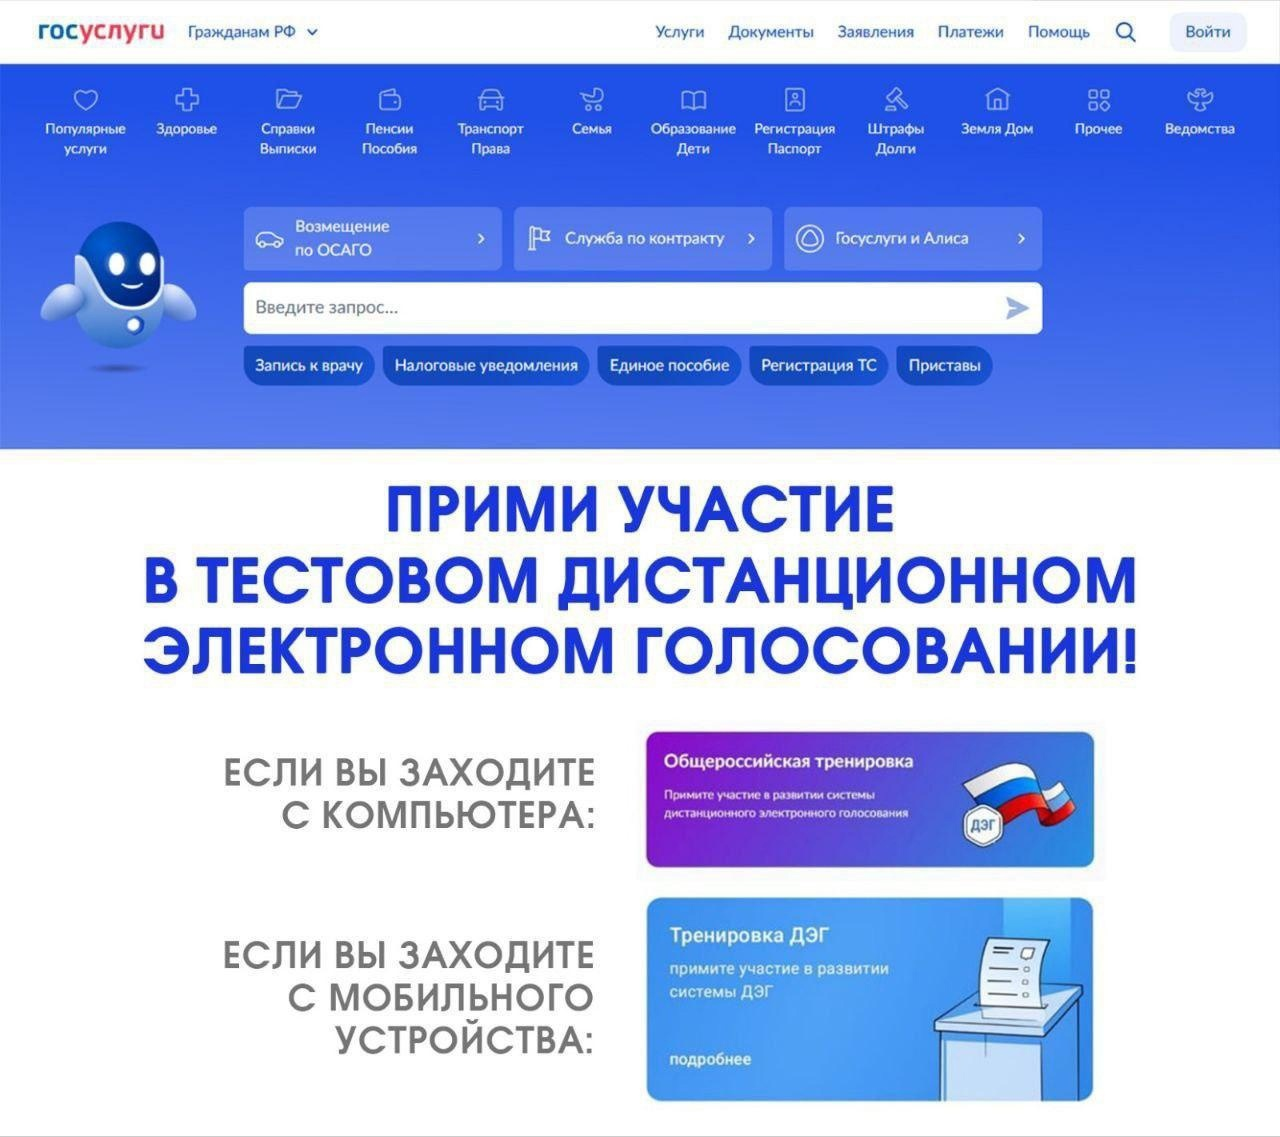 госуслуги Гражданам РФ Услуги Документы Заявления Платежи Помощь Войти
Популярные услуги
Здоровье
Справки Выписки
Пенсии Пособия
Транспорт Права
Семья
Образование Дети
Регистрация Паспорт
Штрафы Долги
Земля Дом
Прочее
Ведомства
Возмещение
по ОСАГО
Служба по контракту
Госуслуги и Алиса
Введите запрос...
Запись к врачу Налоговые уведомления Единое пособие Регистрация ТС Приставы
ПРИМИ УЧАСТИЕ
В ТЕСТОВОМ ДИСТАНЦИОННОМ
ЭЛЕКТРОННОМ ГОЛОСОВАНИИ!
ЕСЛИ ВЫ ЗАХОДИТЕ
С КОМПЬЮТЕРА:
Общероссийская тренировка
Примите участие в развитии системы
дистанционного электронного голосования
ДЭГ
ЕСЛИ ВЫ ЗАХОДИТЕ
С МОБИЛЬНОГО
УСТРОЙСТВА:
Тренировка ДЭГ
примите участие в развитии
системы ДЭГ
подробнее